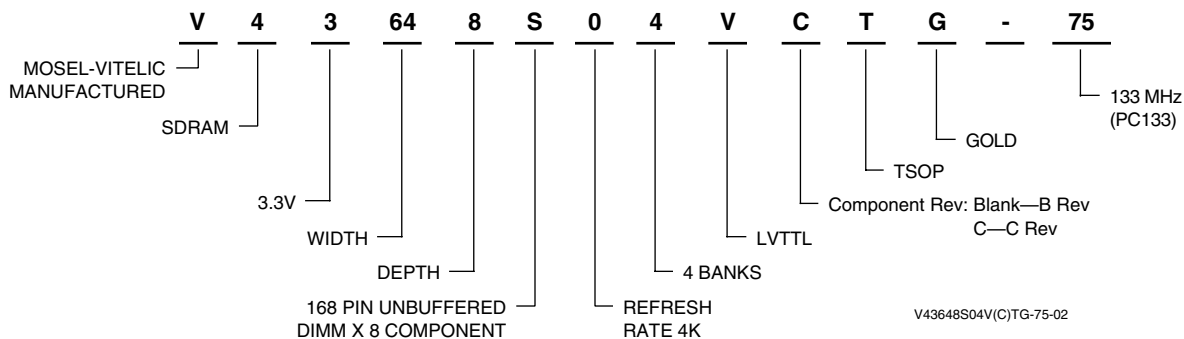 V 4 3 64 8 S 0 4 V C T G - 75
MOSEL-VITELIC
MANUFACTURED
133 MHz
(PC133)
SDRAM
GOLD
TSOP
3.3V
Component Rev: Blank—B Rev
C—C Rev
WIDTH
LVTTL
DEPTH
4 BANKS
168 PIN UNBUFFERED
DIMM X 8 COMPONENT
REFRESH
RATE 4K
V43648S04V(C)TG-75-02